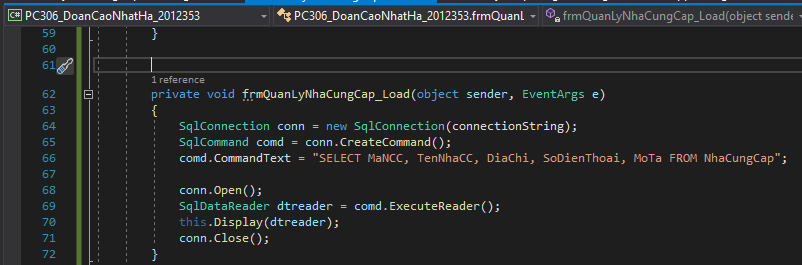 C# PC306_DoanCaoNhatHa_2012353
PC306_DoanCaoNhatHa_2012353.frmQuanL
frmQuanLyNhaCungCap_Load(object sende
59 }
60
61
1 reference
62 private void frmQuanLyNhaCungCap_Load(object sender, EventArgs e)
63 {
64 SqlConnection conn = new SqlConnection(connectionString);
65 SqlCommand comd = conn.CreateCommand();
66 comd.CommandText = "SELECT MaNCC, TenNhaCC, DiaChi, SoDienThoai, MoTa FROM NhaCungCap";
67
68 conn.Open();
69 SqlDataReader dtreader = comd.ExecuteReader();
70 this.Display(dtreader);
71 conn.Close();
72 }